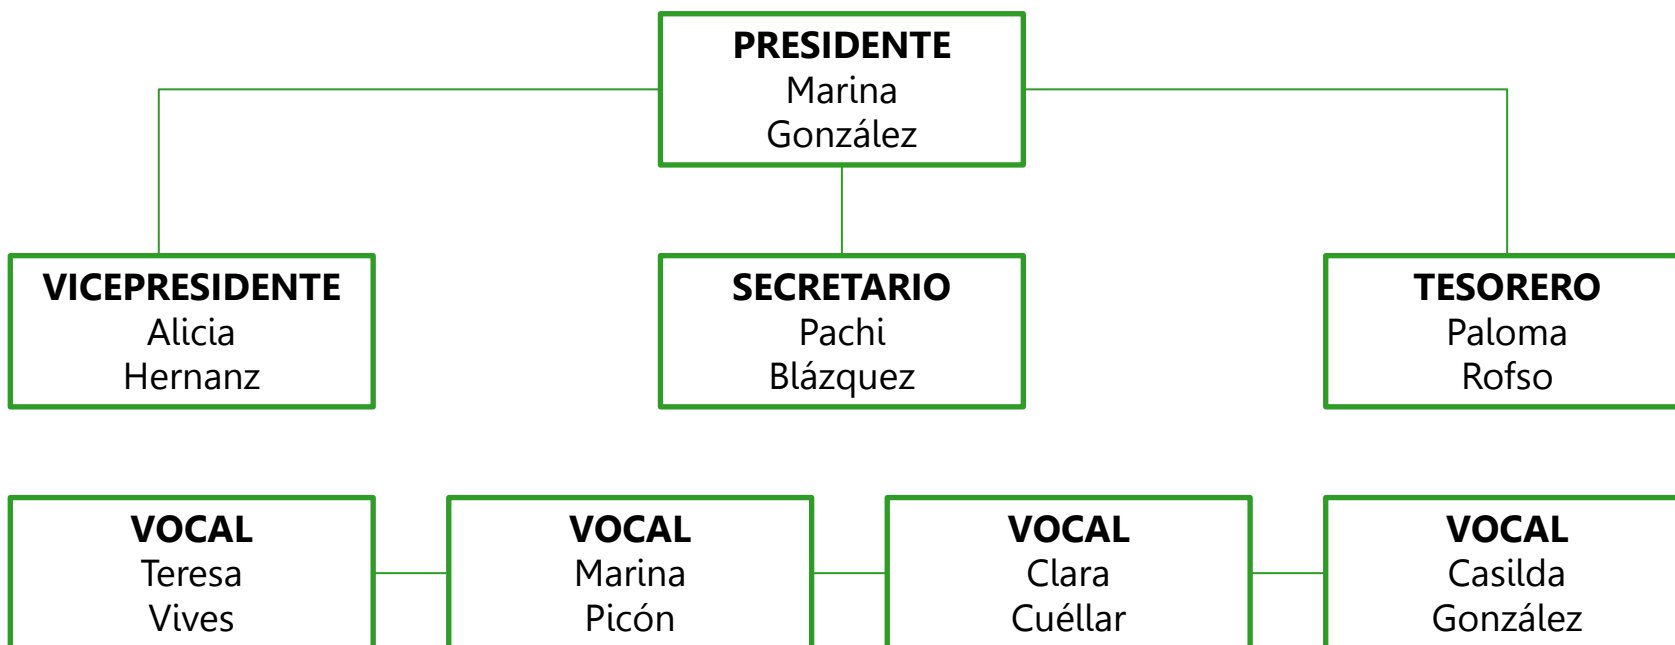 PRESIDENTE
Marina
González
VICEPRESIDENTE
Alicia
Hernanz
SECRETARIO
Pachi
Blázquez
TESORERO
Paloma
Rofso
VOCAL
Teresa
Vives
VOCAL
Marina
Picón
VOCAL
Clara
Cuéllar
VOCAL
Casilda
González